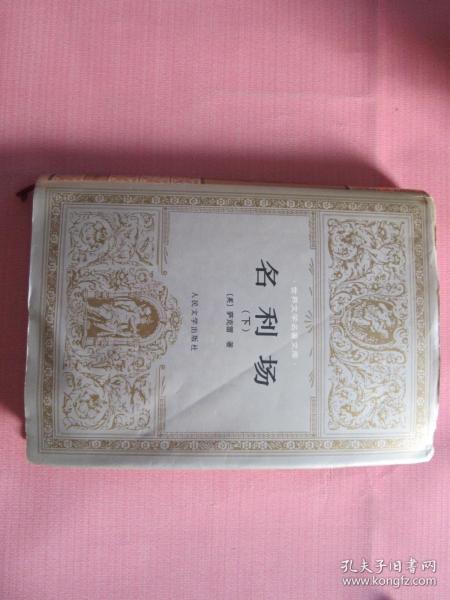 ·世界文学名著文库·
名利场
(下)
〔英〕萨克雷 著
人民文学出版社
孔夫子旧书网
www.kongfz.com